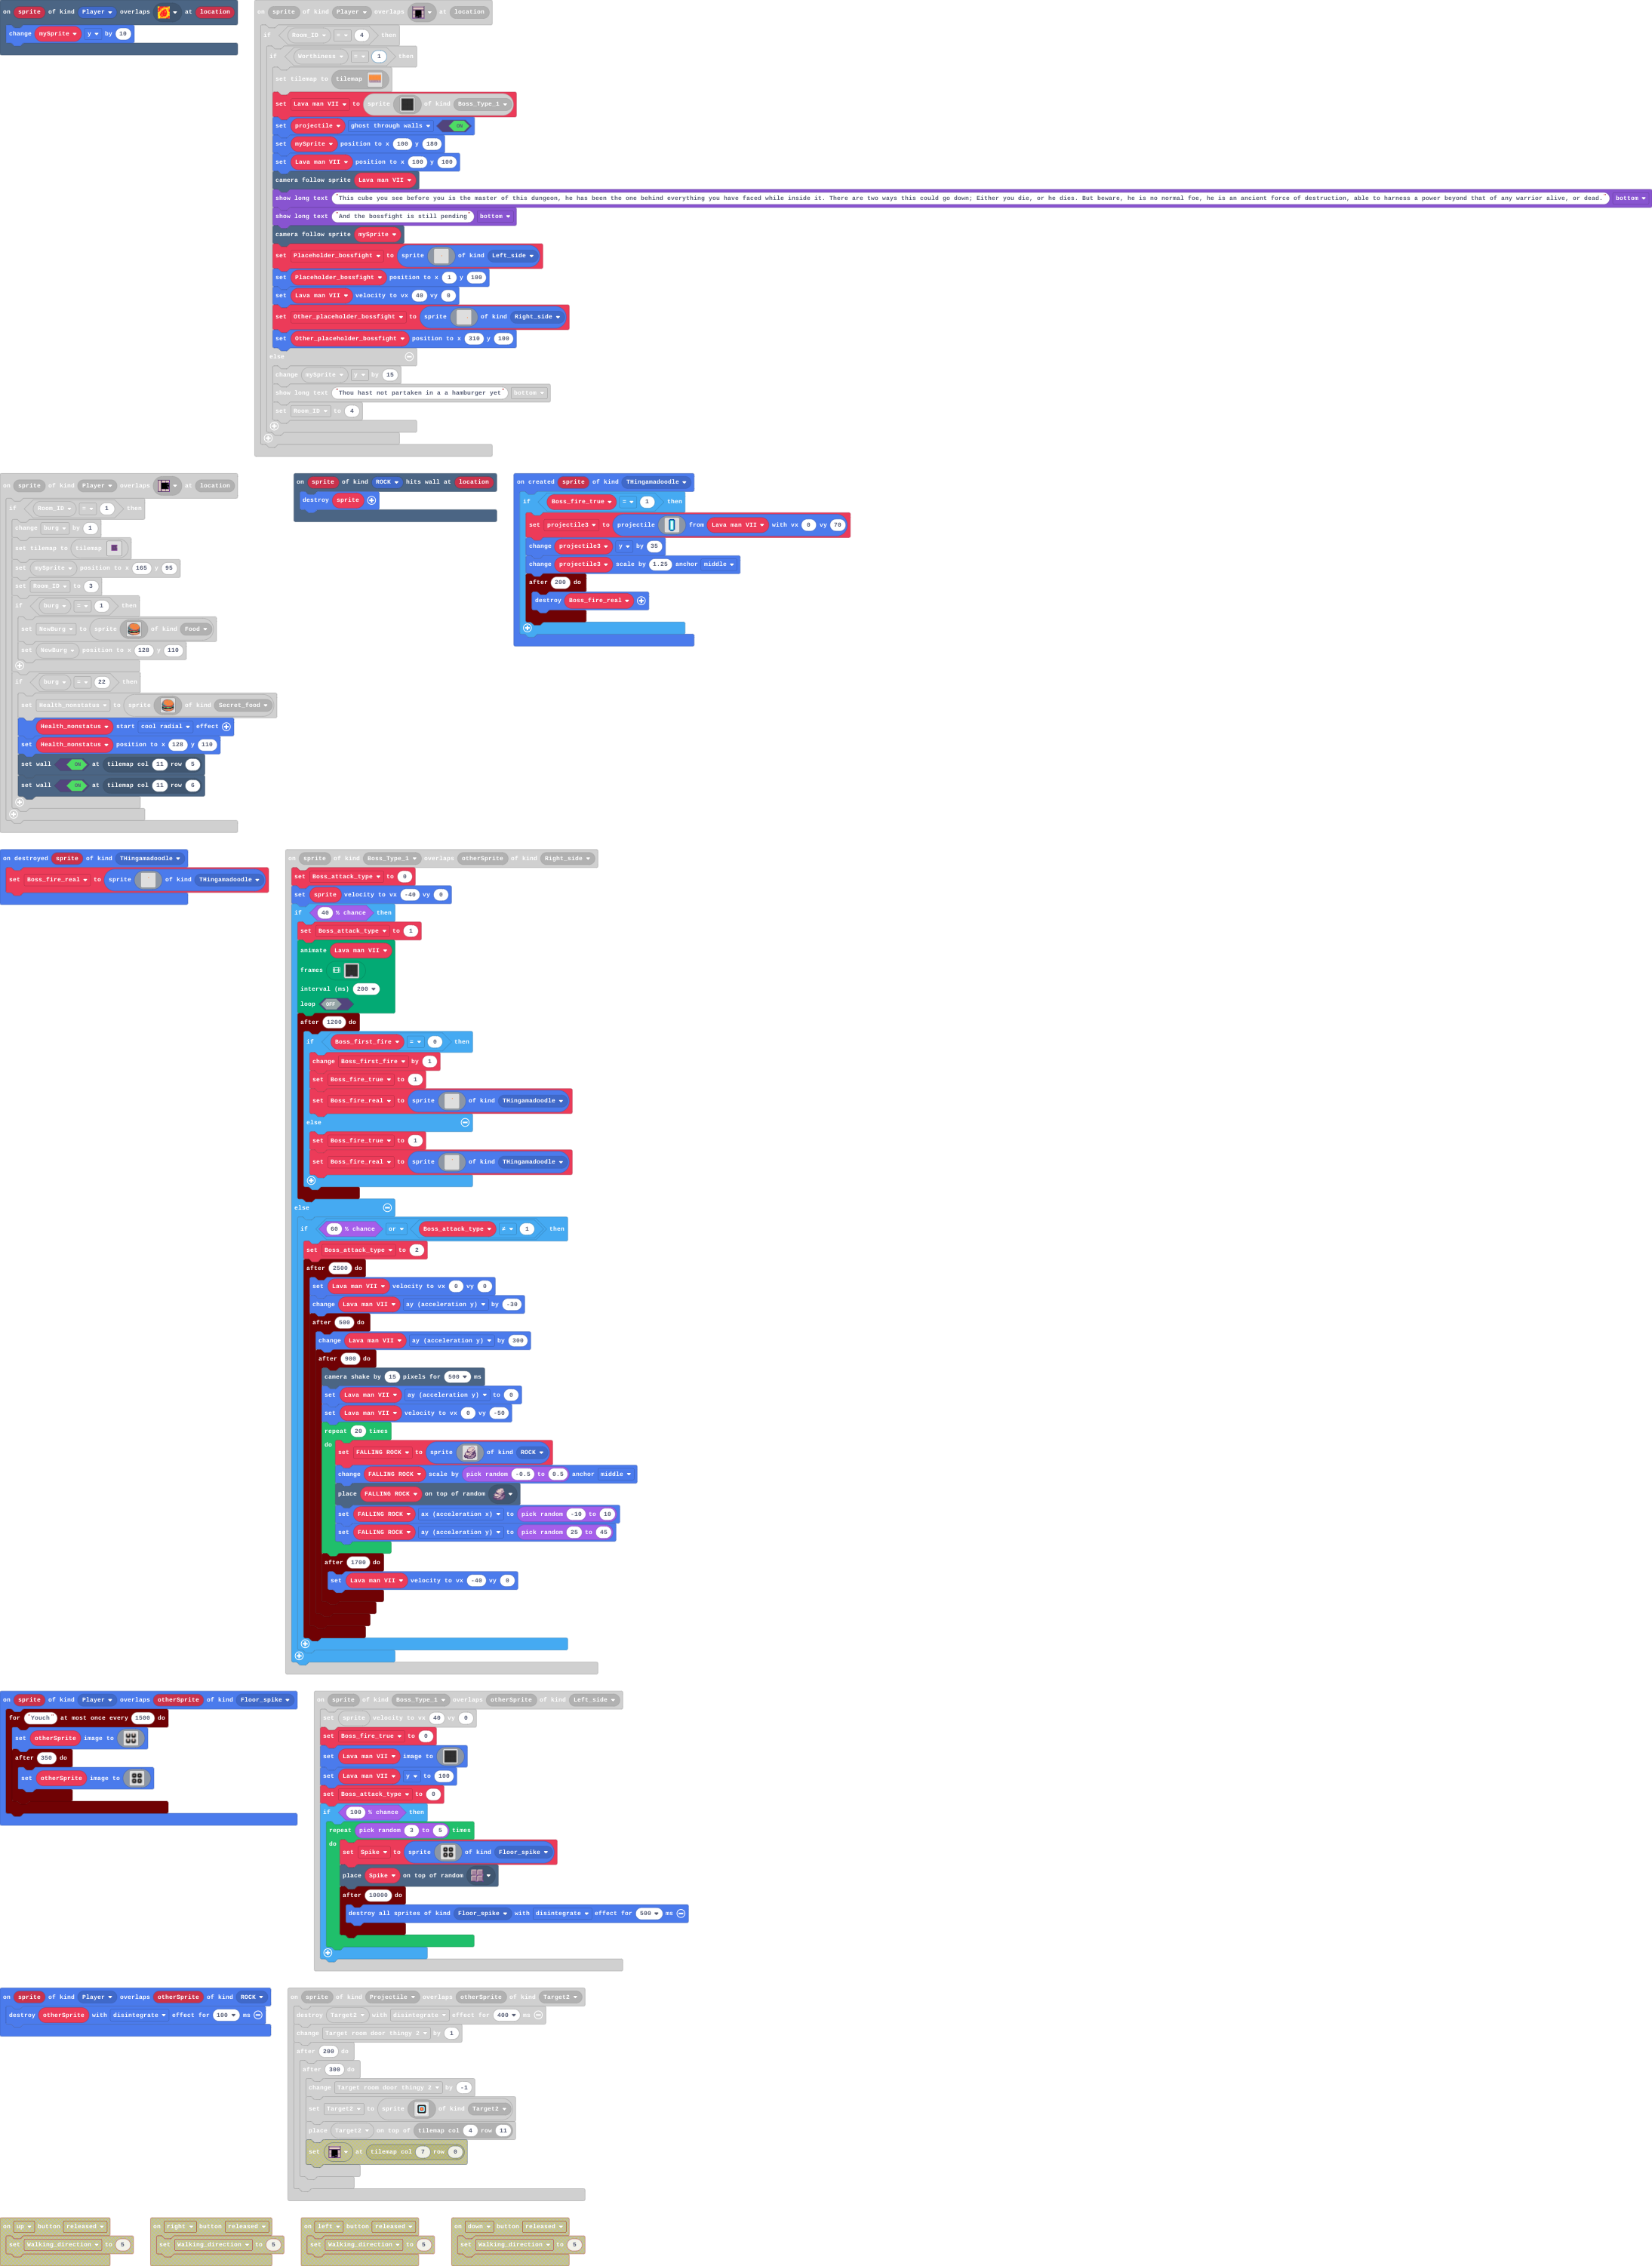 on sprite of kind Player overlaps at location
change mySprite y by 10
on sprite of kind Player overlaps at location
if Room_ID = 4 then
if Worthiness = 1 then
set tilemap to tilemap
set Lava man VII to sprite of kind Boss_Type_1
set projectile ghost through walls ON
set mySprite position to x 100 y 180
set Lava man VII position to x 100 y 100
camera follow sprite Lava man VII
show long text "This cube you see before you is the master of this dungeon, he has been the one behind everything you have faced while inside it. There are two ways this could go down; Either you die, or he dies. But beware, he is no normal foe, he is an ancient force of destruction, able to harness a power beyond that of any warrior alive, or dead." bottom
show long text "And the bossfight is still pending" bottom
camera follow sprite mySprite
set Placeholder_bossfight to sprite of kind Left_side
set Placeholder_bossfight position to x 1 y 100
set Lava man VII velocity to vx 40 vy 0
set Other_placeholder_bossfight to sprite of kind Right_side
set Other_placeholder_bossfight position to x 310 y 100
else
change mySprite y by 15
show long text "Thou hast not partaken in a a hamburger yet" bottom
set Room_ID to 4
on sprite of kind Player overlaps at location
if Room_ID = 1 then
change burg by 1
set tilemap to tilemap
set mySprite position to x 165 y 95
set Room_ID to 3
if burg = 1 then
set NewBurg to sprite of kind Food
set NewBurg position to x 128 y 110
if burg = 22 then
set Health_nonstatus to sprite of kind Secret_food
Health_nonstatus start cool radial effect
set Health_nonstatus position to x 128 y 110
set wall ON at tilemap col 11 row 5
set wall ON at tilemap col 11 row 6
on sprite of kind ROCK hits wall at location
destroy sprite
on created sprite of kind THingamadoodle
if Boss_fire_true = 1 then
set projectile3 to projectile from Lava man VII with vx 0 vy 70
change projectile3 y by 35
change projectile3 scale by 1.25 anchor middle
after 200 do
destroy Boss_fire_real
on destroyed sprite of kind THingamadoodle
set Boss_fire_real to sprite of kind THingamadoodle
on sprite of kind Boss_Type_1 overlaps otherSprite of kind Right_side
set Boss_attack_type to 0
set sprite velocity to vx -40 vy 0
if 40 % chance then
set Boss_attack_type to 1
animate Lava man VII
frames
interval (ms) 200
loop OFF
after 1200 do
if Boss_first_fire = 0 then
change Boss_first_fire by 1
set Boss_fire_true to 1
set Boss_fire_real to sprite of kind THingamadoodle
else
set Boss_fire_true to 1
set Boss_fire_real to sprite of kind THingamadoodle
else
if 60 % chance or Boss_attack_type ≠ 1 then
set Boss_attack_type to 2
after 2500 do
set Lava man VII velocity to vx 0 vy 0
change Lava man VII ay (acceleration y) by -30
after 500 do
change Lava man VII ay (acceleration y) by 300
after 900 do
camera shake by 15 pixels for 500 ms
set Lava man VII ay (acceleration y) to 0
set Lava man VII velocity to vx 0 vy -50
repeat 20 times
do
set FALLING ROCK to sprite of kind ROCK
change FALLING ROCK scale by pick random -0.5 to 0.5 anchor middle
place FALLING ROCK on top of random
set FALLING ROCK ax (acceleration x) to pick random -10 to 10
set FALLING ROCK ay (acceleration y) to pick random 25 to 45
after 1700 do
set Lava man VII velocity to vx -40 vy 0
on sprite of kind Player overlaps otherSprite of kind Floor_spike
for "Youch" at most once every 1500 do
set otherSprite image to
after 350 do
set otherSprite image to
on sprite of kind Boss_Type_1 overlaps otherSprite of kind Left_side
set sprite velocity to vx 40 vy 0
set Boss_fire_true to 0
set Lava man VII image to
set Lava man VII y to 100
set Boss_attack_type to 0
if 100 % chance then
repeat pick random 3 to 5 times
do
set Spike to sprite of kind Floor_spike
place Spike on top of random
after 10000 do
destroy all sprites of kind Floor_spike with disintegrate effect for 500 ms
on sprite of kind Player overlaps otherSprite of kind ROCK
destroy otherSprite with disintegrate effect for 100 ms
on sprite of kind Projectile overlaps otherSprite of kind Target2
destroy Target2 with disintegrate effect for 400 ms
change Target room door thingy 2 by 1
after 200 do
after 300 do
change Target room door thingy 2 by -1
set Target2 to sprite of kind Target2
place Target2 on top of tilemap col 4 row 11
set at tilemap col 7 row 0
on up button released
set Walking_direction to 5
on right button released
set Walking_direction to 5
on left button released
set Walking_direction to 5
on down button released
set Walking_direction to 5